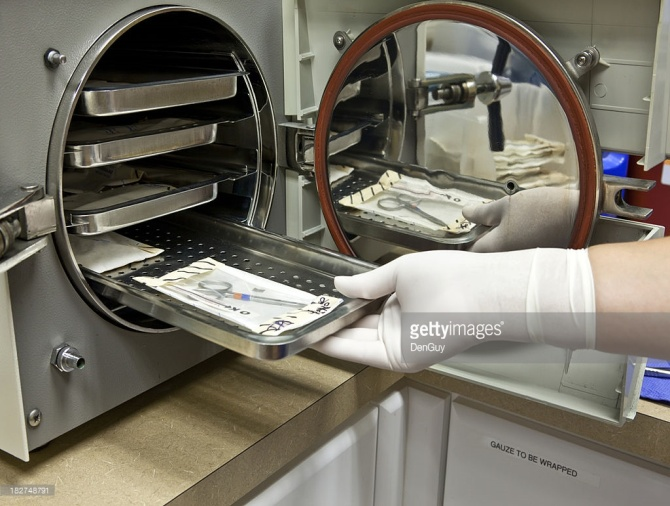 gettyimages®
DenGuy
GAUZE TO BE WRAPPED
182748791